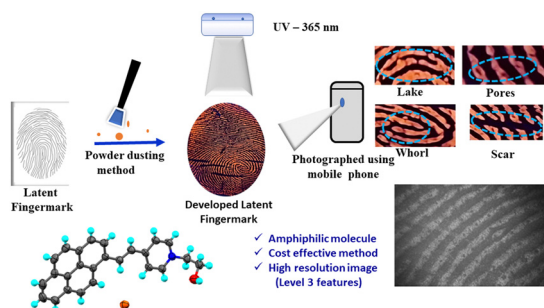 UV – 365 nm
Latent
Fingermark
Powder dusting
method
Developed Latent
Fingermark
Photographed using
mobile phone
Lake
Pores
Whorl
Scar
✓ Amphiphilic molecule
✓ Cost effective method
✓ High resolution image
(Level 3 features)